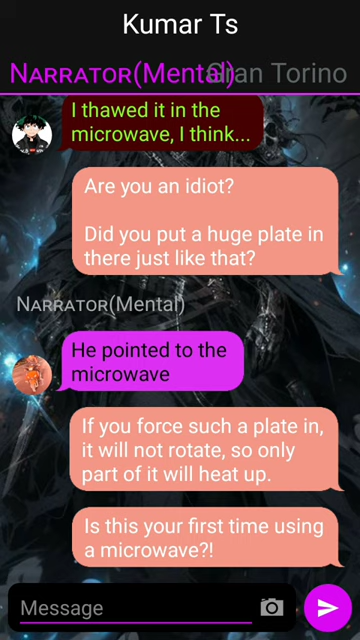 Kumar Ts
Narrator(Mental) Gran Torino
I thawed it in the
microwave, I think...
Are you an idiot?
Did you put a huge plate in
there just like that?
Narrator(Mental)
He pointed to the
microwave
If you force such a plate in,
it will not rotate, so only
part of it will heat up.
Is this your first time using
a microwave?!
Message